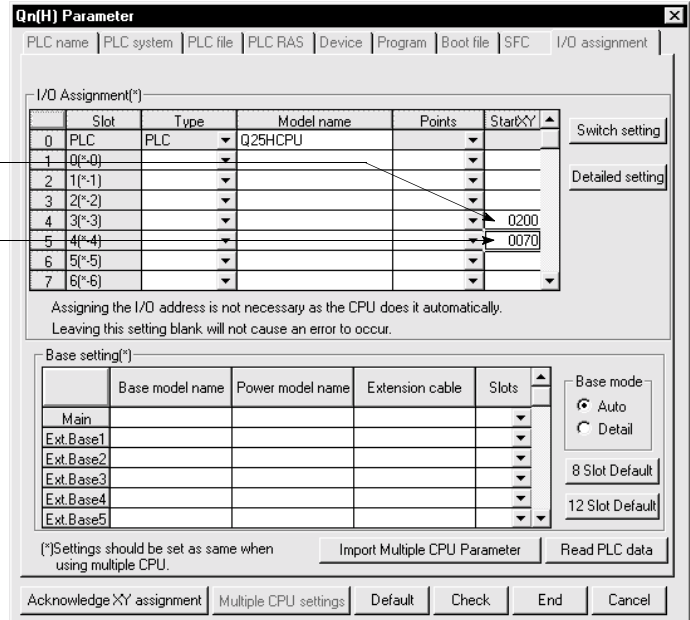 Qn(H) Parameter
PLC name PLC system PLC file PLC RAS Device Program Boot file SFC I/O assignment
I/O Assignment(*)
Slot Type Model name Points StartXY
0 PLC PLC Q25HCPU
1 0(*-0)
2 1(*-1)
3 2(*-2)
4 3(*-3) 0200
5 4(*-4) 0070
6 5(*-5)
7 6(*-6)
Switch setting
Detailed setting
Assigning the I/O address is not necessary as the CPU does it automatically.
Leaving this setting blank will not cause an error to occur.
Base setting(*)
Base model name Power model name Extension cable Slots
Main
Ext.Base1
Ext.Base2
Ext.Base3
Ext.Base4
Ext.Base5
Base mode
Auto
Detail
8 Slot Default
12 Slot Default
(*)Settings should be set as same when
using multiple CPU.
Import Multiple CPU Parameter Read PLC data
Acknowledge XY assignment Multiple CPU settings Default Check End Cancel